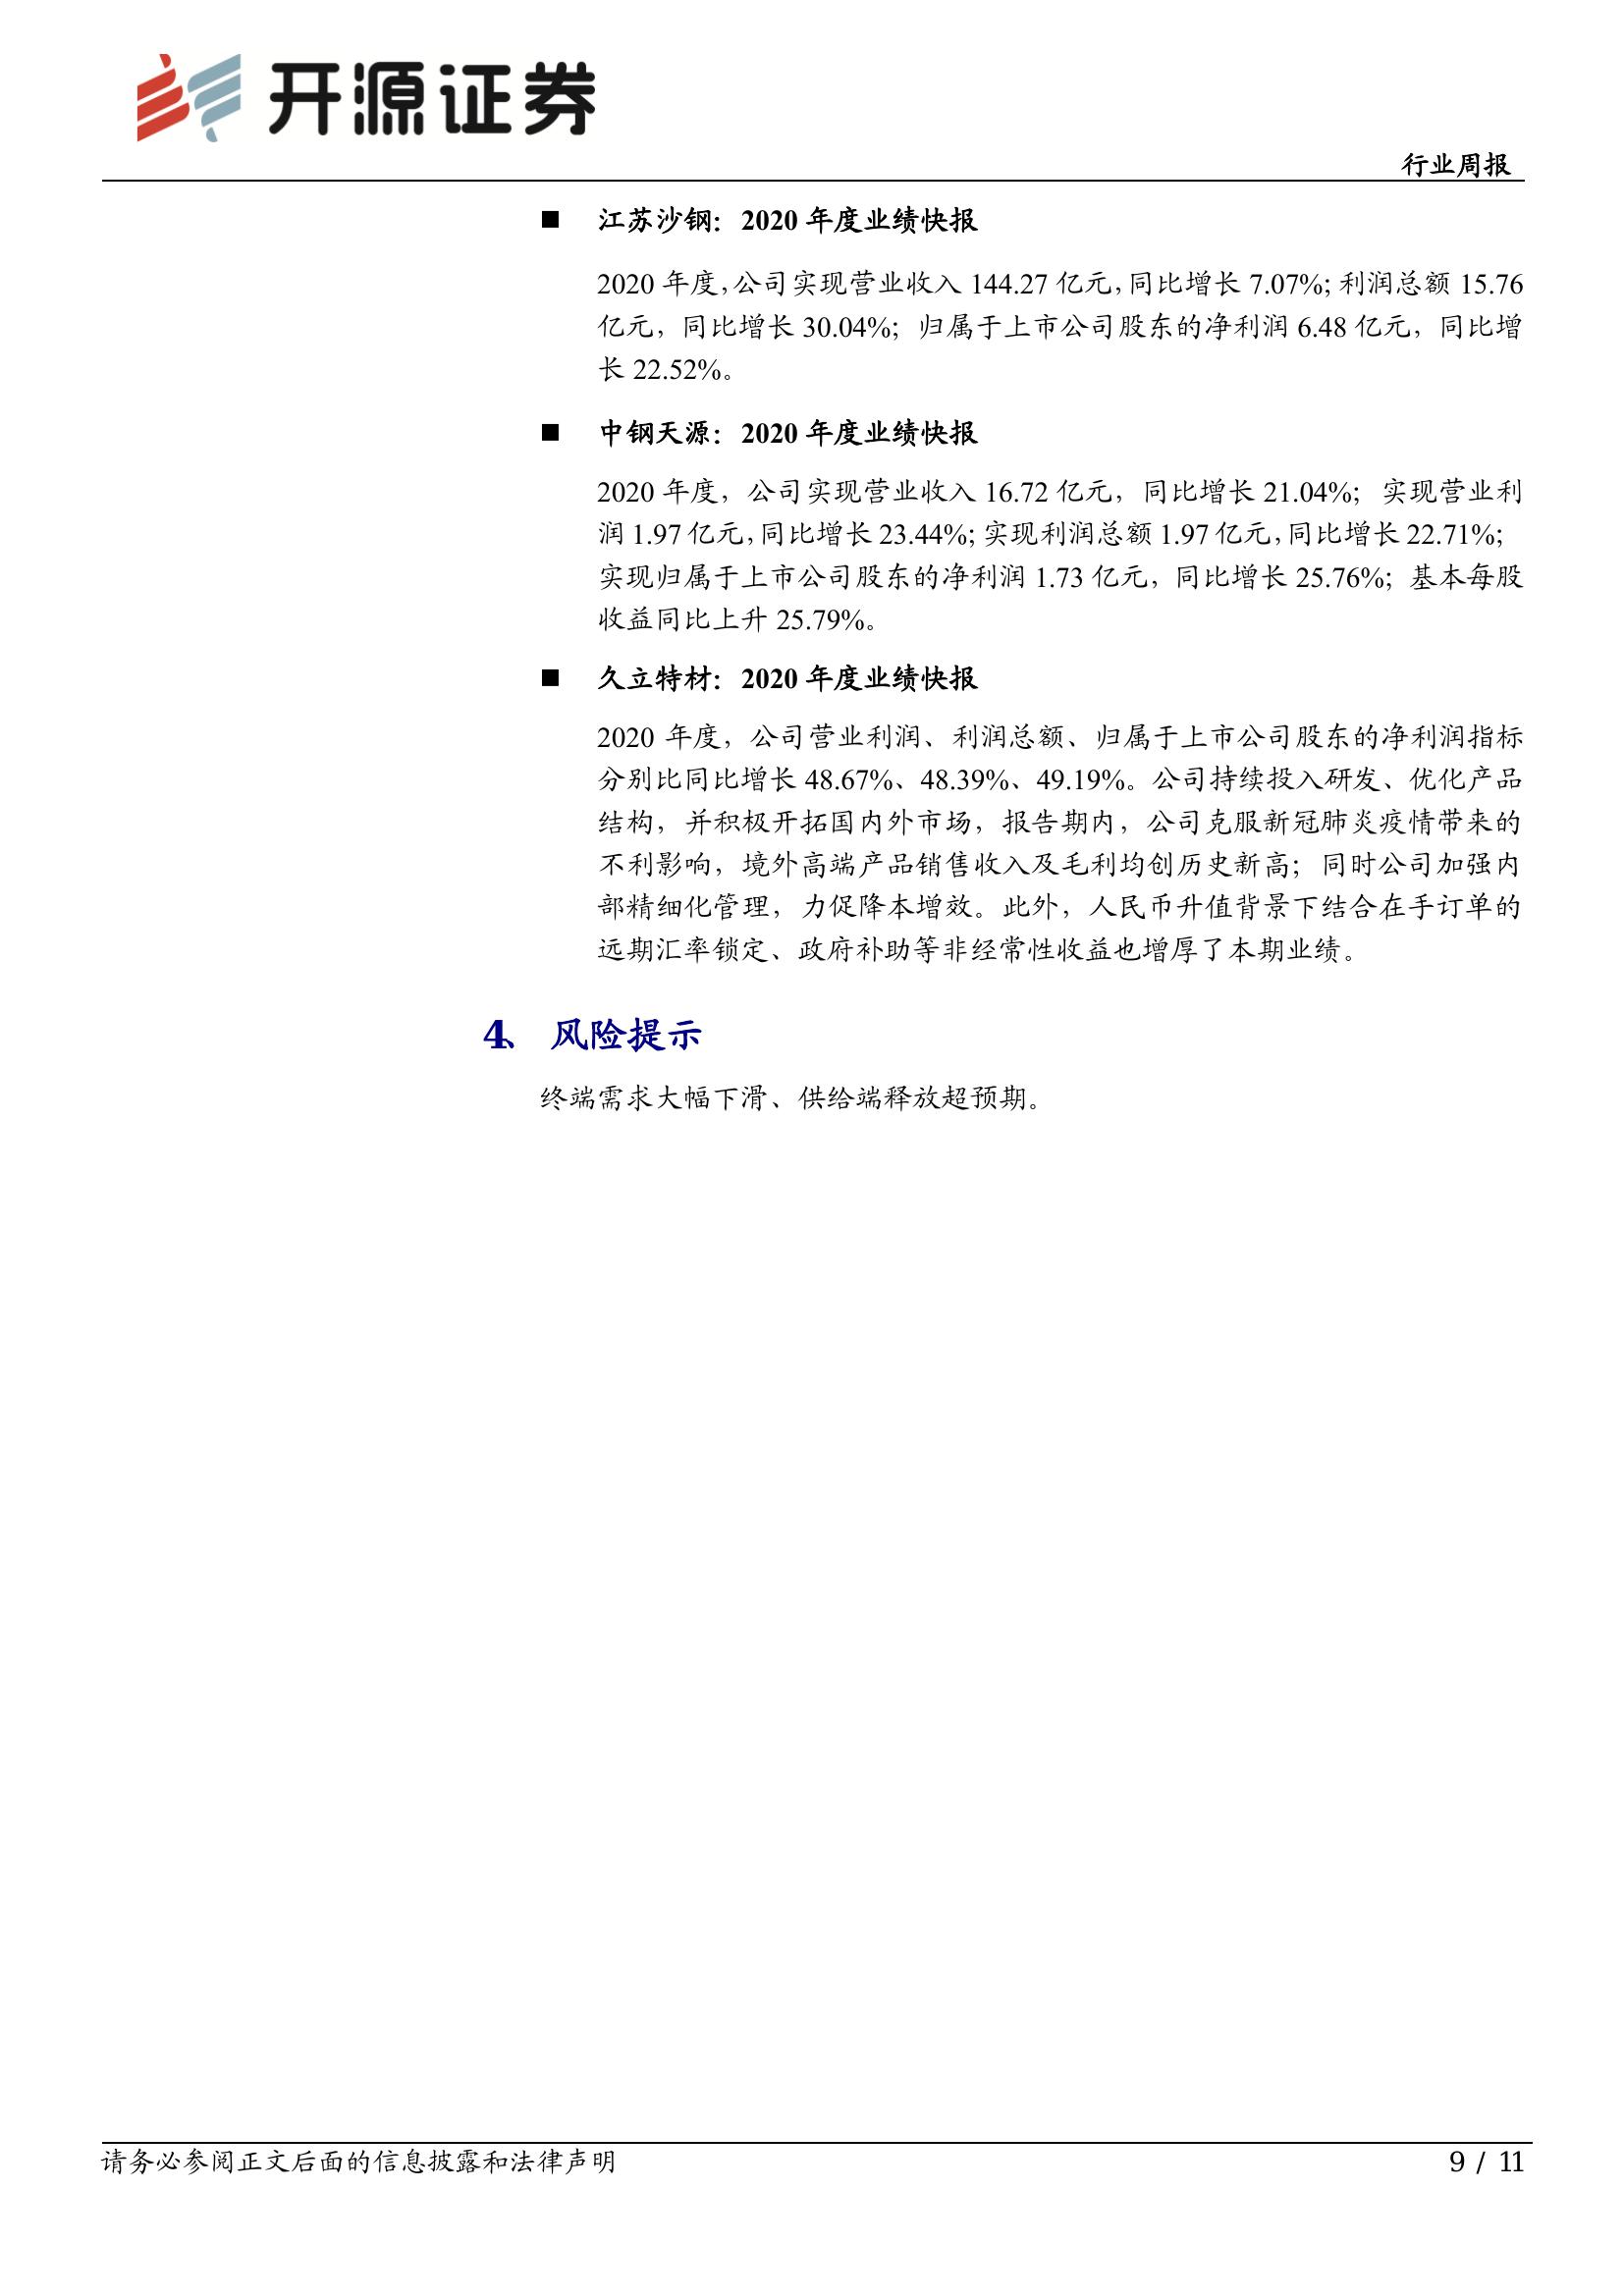 开源证券
行业周报
■ 江苏沙钢：2020 年度业绩快报
2020 年度，公司实现营业收入 144.27 亿元，同比增长 7.07%；利润总额 15.76
亿元，同比增长 30.04%；归属于上市公司股东的净利润 6.48 亿元，同比增
长 22.52%。
■ 中钢天源：2020 年度业绩快报
2020 年度，公司实现营业收入 16.72 亿元，同比增长 21.04%；实现营业利
润 1.97 亿元，同比增长 23.44%；实现利润总额 1.97 亿元，同比增长 22.71%；
实现归属于上市公司股东的净利润 1.73 亿元，同比增长 25.76%；基本每股
收益同比上升 25.79%。
■ 久立特材：2020 年度业绩快报
2020 年度，公司营业利润、利润总额、归属于上市公司股东的净利润指标
分别比同比增长 48.67%、48.39%、49.19%。公司持续投入研发、优化产品
结构，并积极开拓国内外市场，报告期内，公司克服新冠肺炎疫情带来的
不利影响，境外高端产品销售收入及毛利均创历史新高；同时公司加强内
部精细化管理，力促降本增效。此外，人民币升值背景下结合在手订单的
远期汇率锁定、政府补助等非经常性收益也增厚了本期业绩。
4、 风险提示
终端需求大幅下滑、供给端释放超预期。
请务必参阅正文后面的信息披露和法律声明
9 / 11